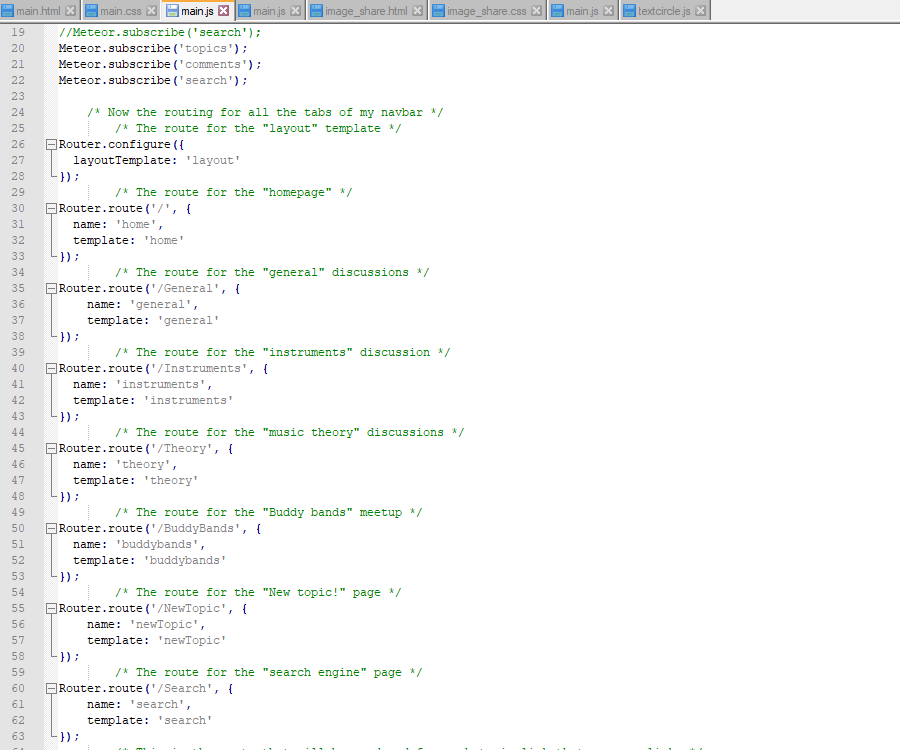 main.html main.css main.js main.js image_share.html image_share.css main.js textcircle.js
19 //Meteor.subscribe('search');
20 Meteor.subscribe('topics');
21 Meteor.subscribe('comments');
22 Meteor.subscribe('search');
23
24 /* Now the routing for all the tabs of my navbar */
25 /* The route for the "layout" template */
26 Router.configure({
27 layoutTemplate: 'layout'
28 });
29 /* The route for the "homepage" */
30 Router.route('/', {
31 name: 'home',
32 template: 'home'
33 });
34 /* The route for the "general" discussions */
35 Router.route('/General', {
36 name: 'general',
37 template: 'general'
38 });
39 /* The route for the "instruments" discussion */
40 Router.route('/Instruments', {
41 name: 'instruments',
42 template: 'instruments'
43 });
44 /* The route for the "music theory" discussions */
45 Router.route('/Theory', {
46 name: 'theory',
47 template: 'theory'
48 });
49 /* The route for the "Buddy bands" meetup */
50 Router.route('/BuddyBands', {
51 name: 'buddybands',
52 template: 'buddybands'
53 });
54 /* The route for the "New topic!" page */
55 Router.route('/NewTopic', {
56 name: 'newTopic',
57 template: 'newTopic'
58 });
59 /* The route for the "search engine" page */
60 Router.route('/Search', {
61 name: 'search',
62 template: 'search'
63 });